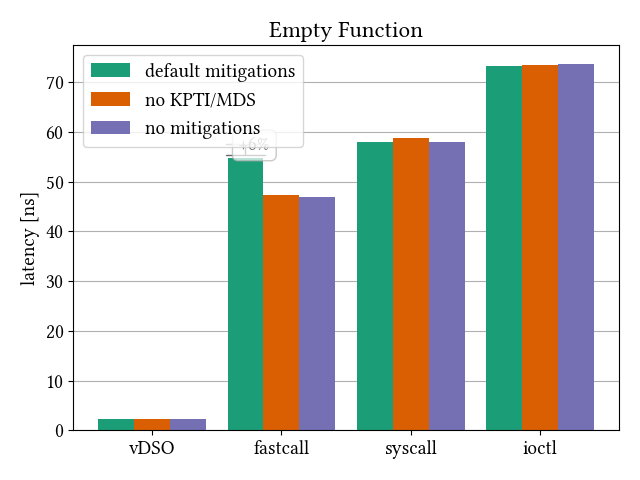 Empty Function
default mitigations
no KPTI/MDS
no mitigations
+6%
latency [ns]
70
60
50
40
30
20
10
0
vDSO
fastcall
syscall
ioctl